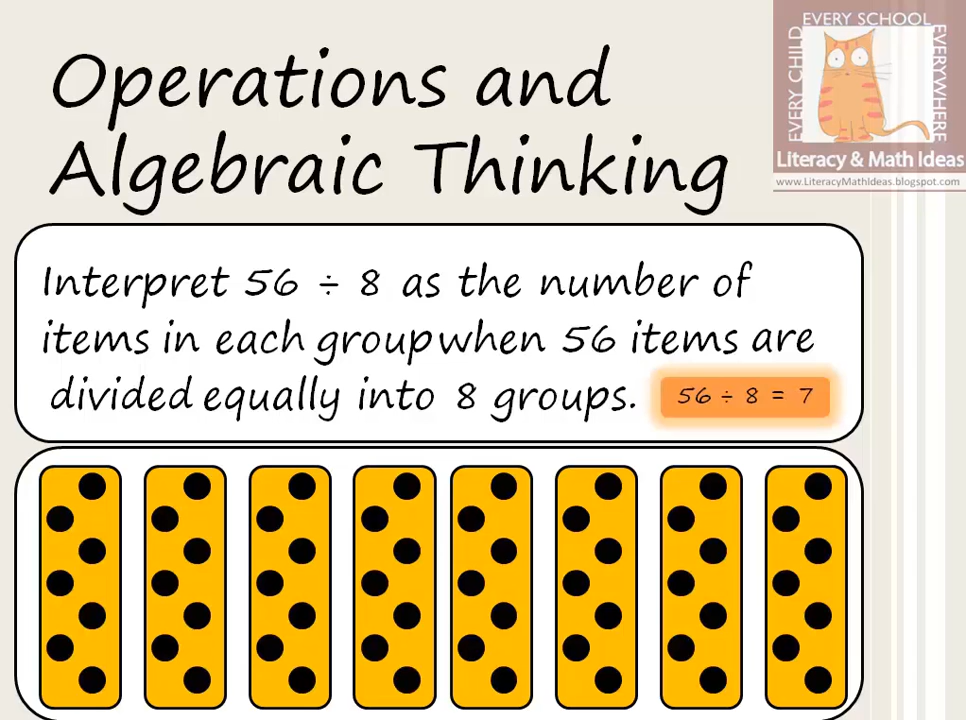 Operations and
Algebraic Thinking
EVERY CHILD
EVERY SCHOOL
EVERYWHERE
Literacy & Math Ideas
www.LiteracyMathIdeas.blogspot.com
Interpret 56 ÷ 8 as the number of
items in each group when 56 items are
divided equally into 8 groups.
56 ÷ 8 = 7